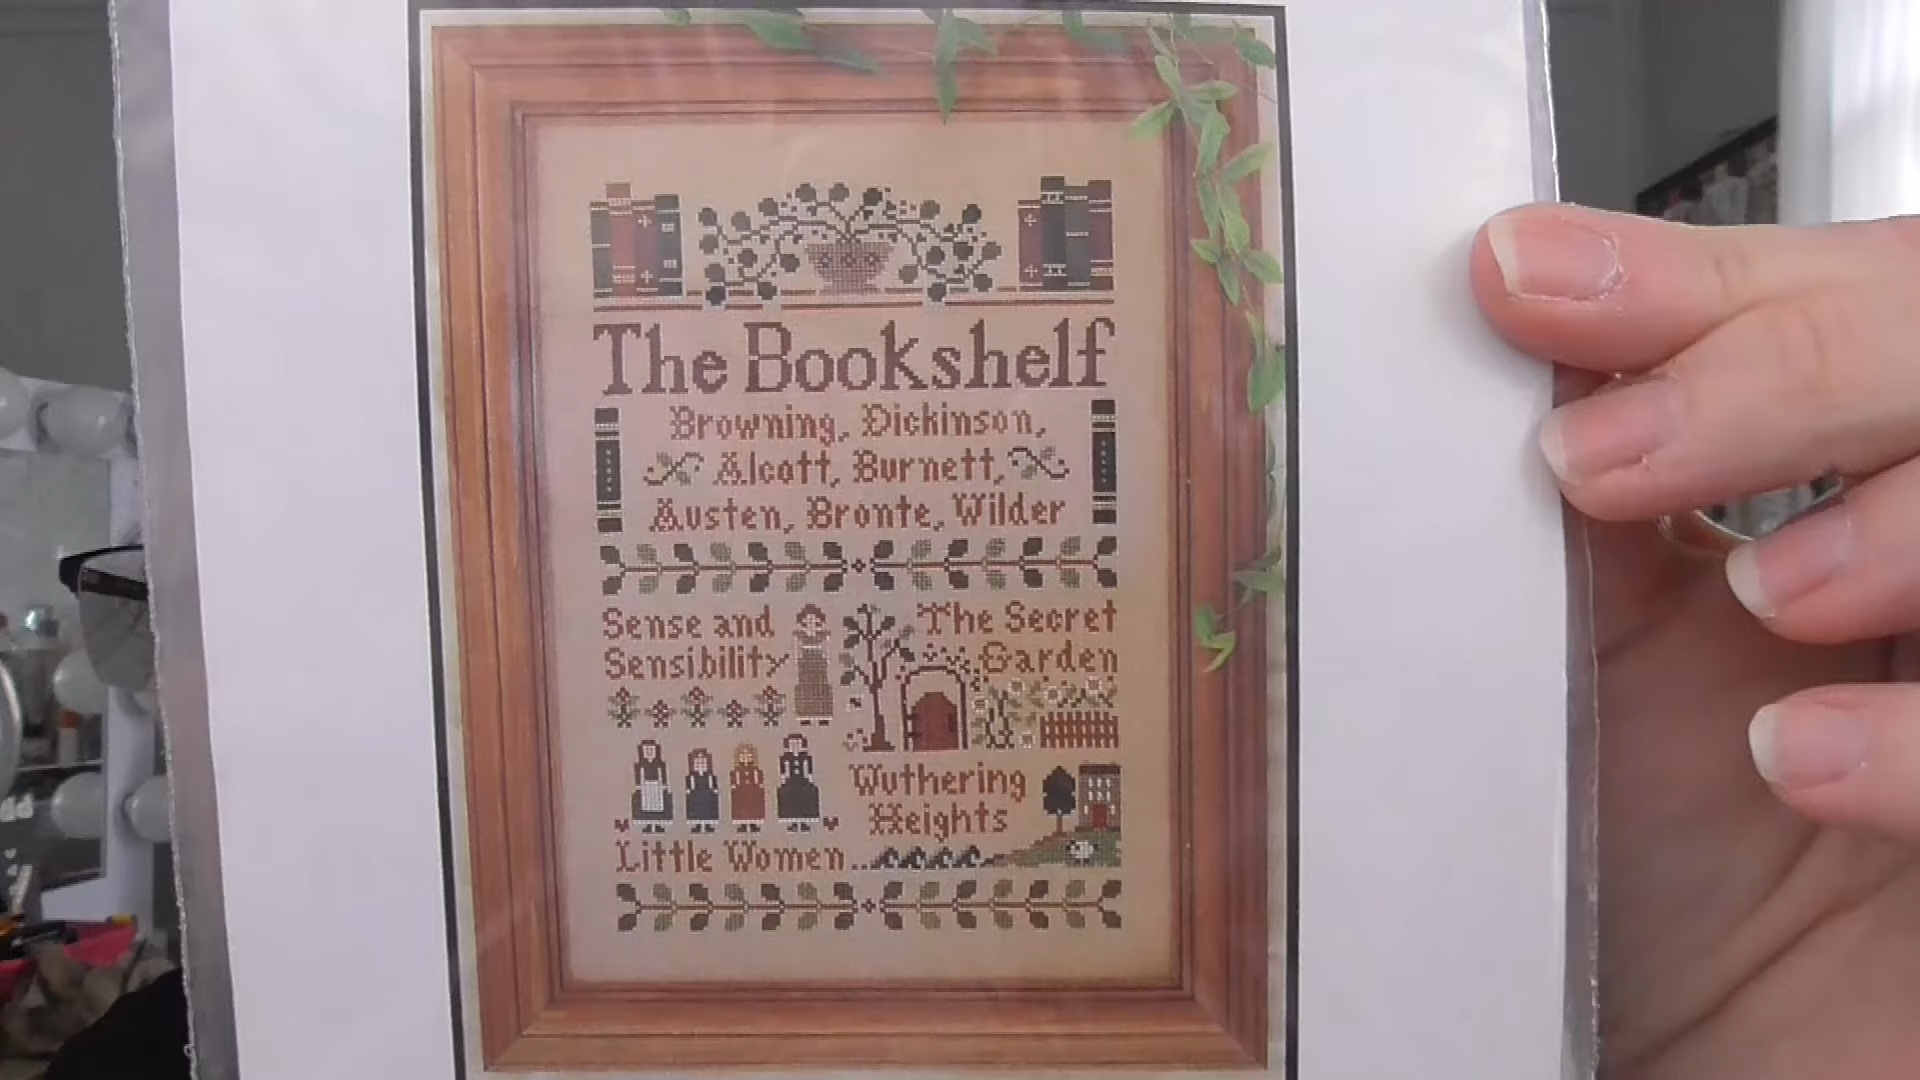 The Bookshelf
Browning, Dickinson,
Alcott, Burnett,
Austen, Bronte, Wilder
Sense and
Sensibility
The Secret
Garden
Wuthering
Heights
Little Women...